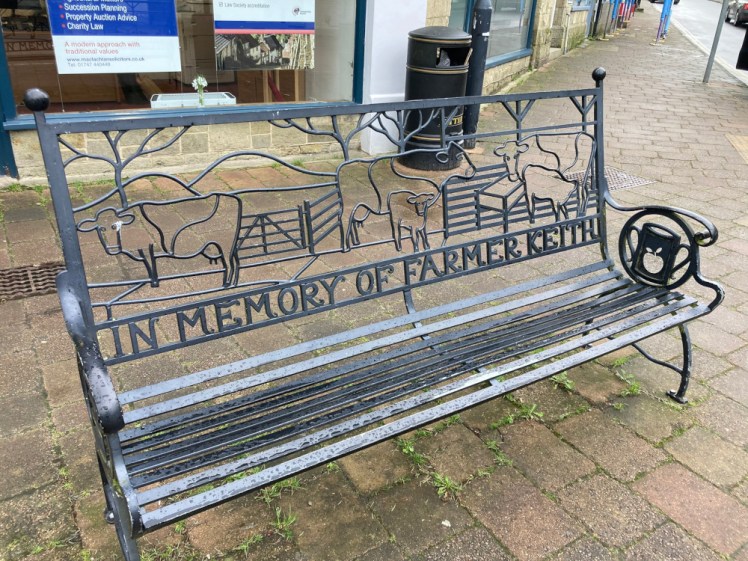 Succession Planning
Property Auction Advice
Charity Law
A modern approach with
traditional values
IN MEMORY OF FARMER KEITH